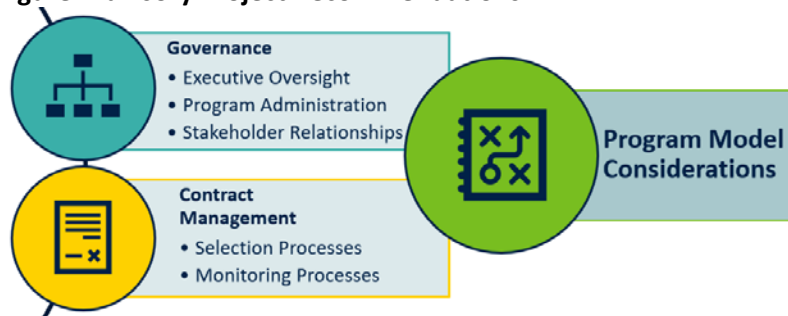 Governance
• Executive Oversight
• Program Administration
• Stakeholder Relationships
Contract
Management
• Selection Processes
• Monitoring Processes
Program Model
Considerations